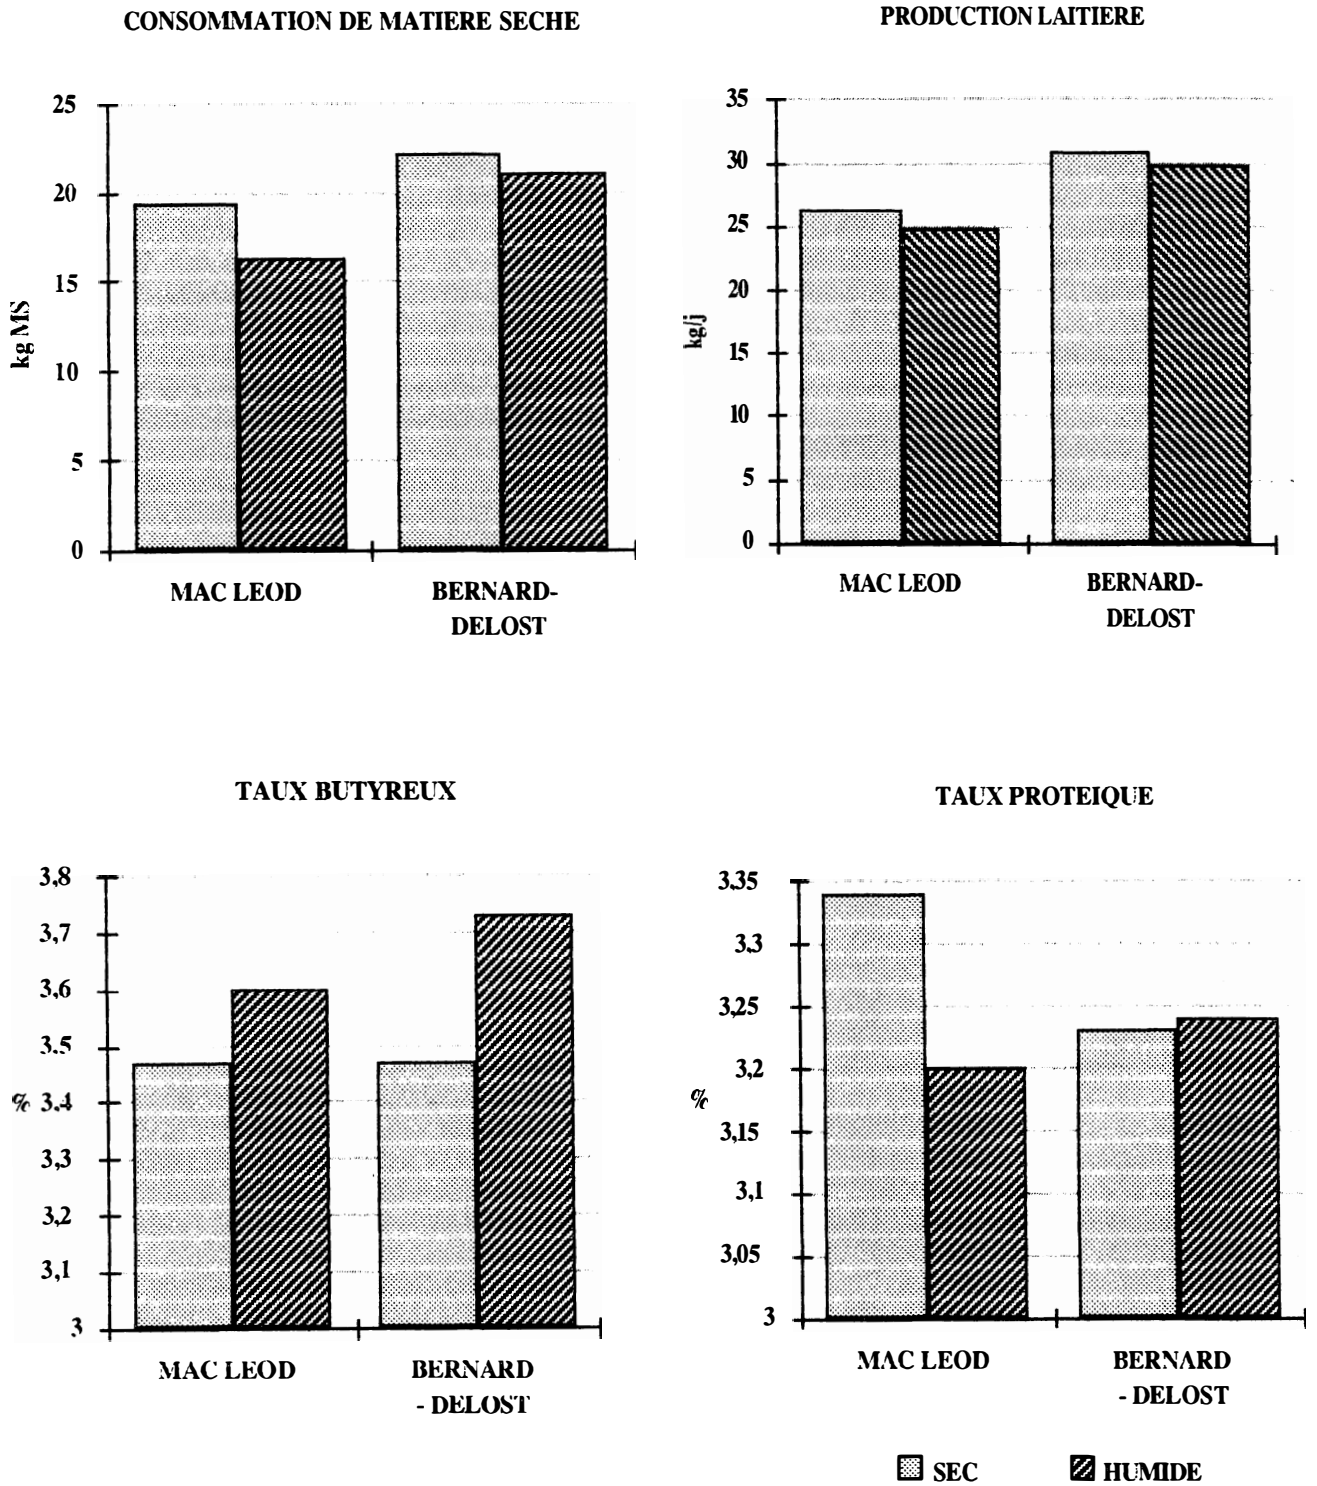 CONSOMMATION DE MATIERE SECHE
25
20
15
10
5
0
kg MS
MAC LEOD
BERNARD-
DELOST
PRODUCTION LAITIERE
35
30
25
20
15
10
5
0
kg/j
MAC LEOD
BERNARD-
DELOST
TAUX BUTYREUX
3,8
3,7
3,6
3,5
3,4
3,3
3,2
3,1
3
%
MAC LEOD
BERNARD
- DELOST
TAUX PROTEIQUE
3,35
3,3
3,25
3,2
3,15
3,1
3,05
3
%
MAC LEOD
BERNARD
- DELOST
SEC
HUMIDE